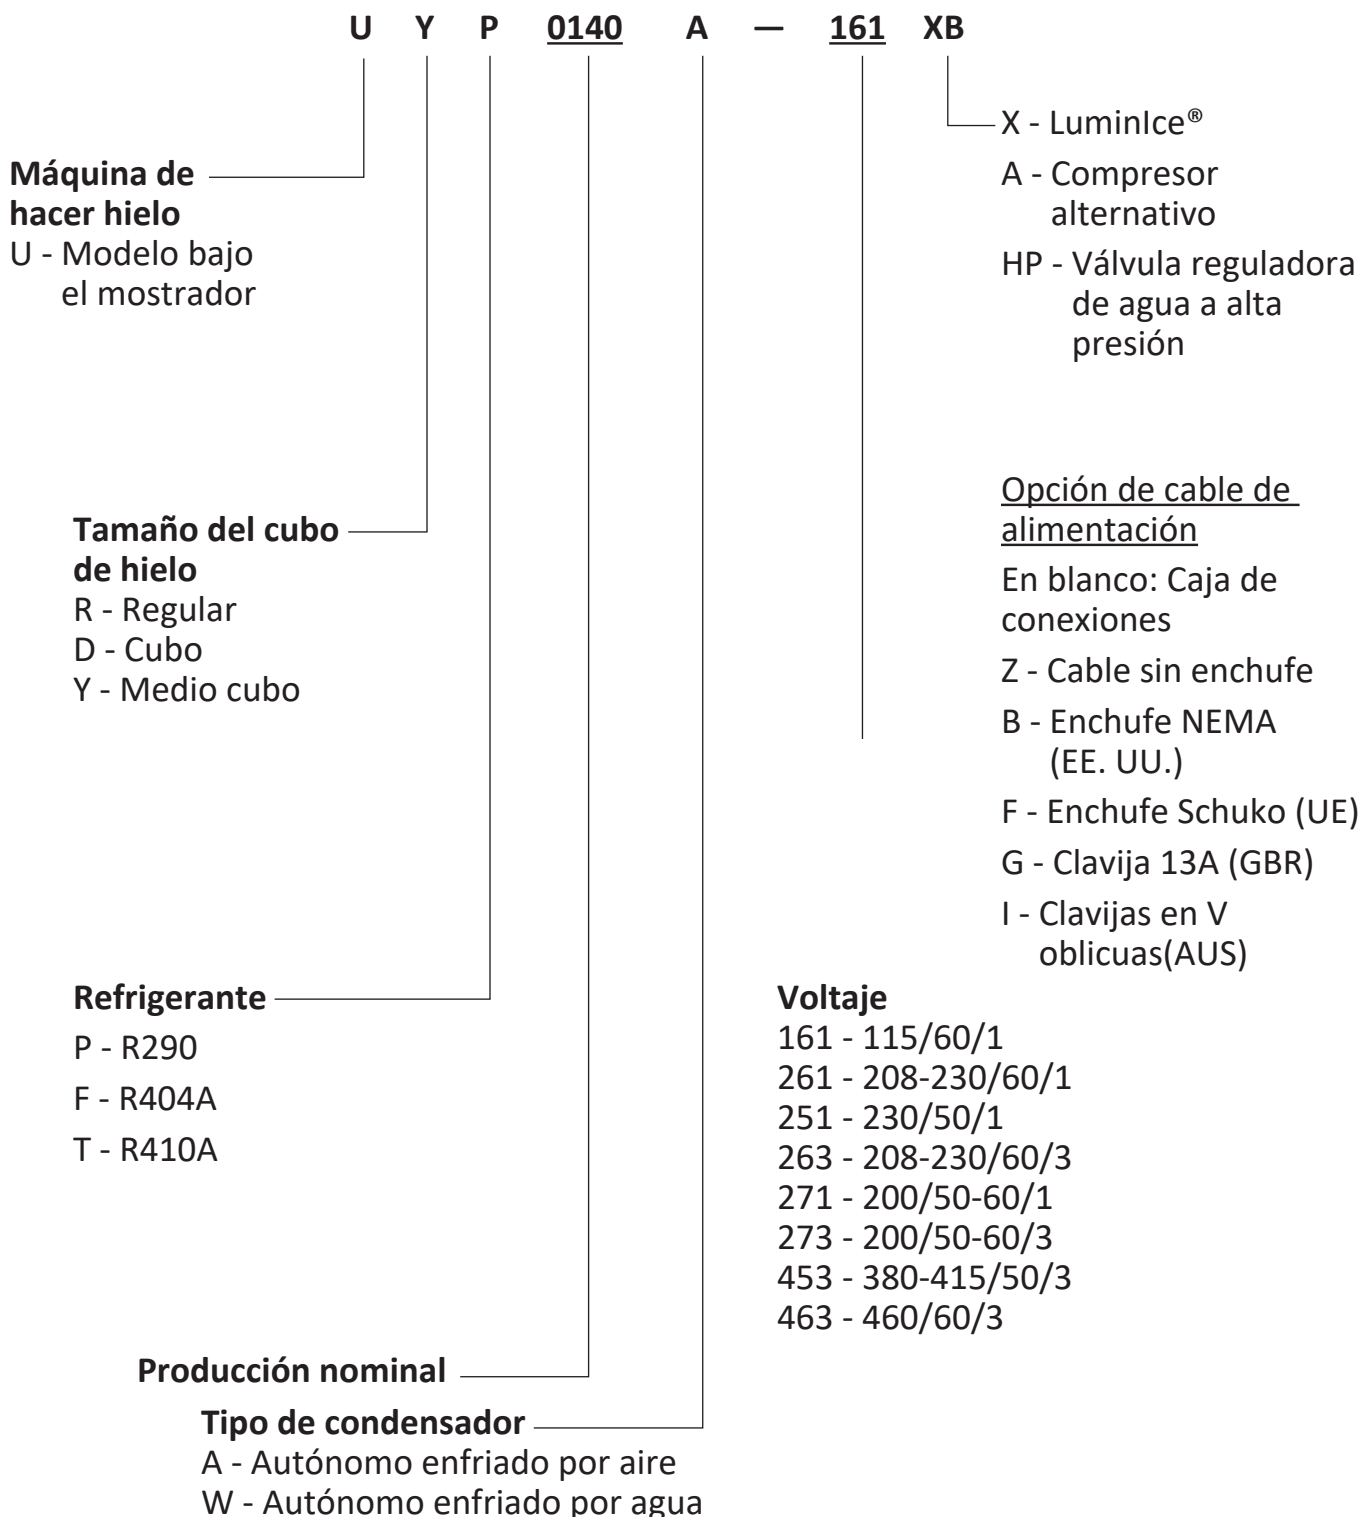 U Y P 0140 A — 161 XB
Máquina de
hacer hielo
U - Modelo bajo
el mostrador
Tamaño del cubo
de hielo
R - Regular
D - Cubo
Y - Medio cubo
Refrigerante
P - R290
F - R404A
T - R410A
Producción nominal
Tipo de condensador
A - Autónomo enfriado por aire
W - Autónomo enfriado por agua
X - LuminIce®
A - Compresor
alternativo
HP - Válvula reguladora
de agua a alta
presión
Opción de cable de
alimentación
En blanco: Caja de
conexiones
Z - Cable sin enchufe
B - Enchufe NEMA
(EE. UU.)
F - Enchufe Schuko (UE)
G - Clavija 13A (GBR)
I - Clavijas en V
oblicuas(AUS)
Voltaje
161 - 115/60/1
261 - 208-230/60/1
251 - 230/50/1
263 - 208-230/60/3
271 - 200/50-60/1
273 - 200/50-60/3
453 - 380-415/50/3
463 - 460/60/3